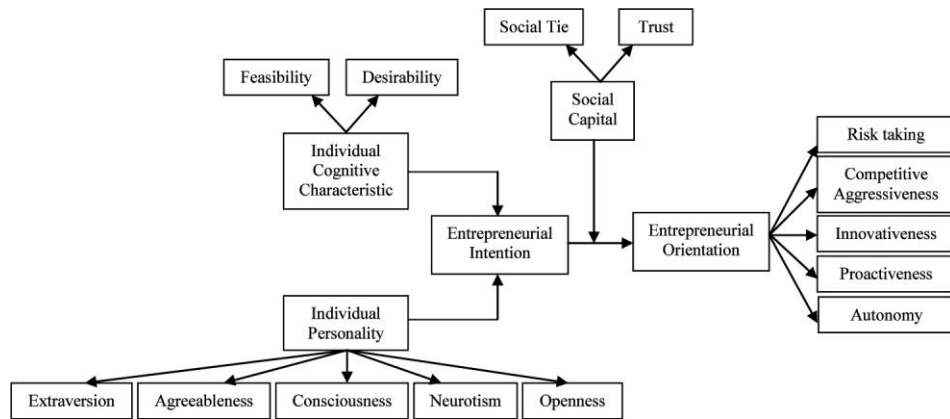 Social Tie
Trust
Feasibility
Desirability
Social
Capital
Individual
Cognitive
Characteristic
Risk taking
Competitive
Aggressiveness
Entrepreneurial
Intention
Entrepreneurial
Orientation
Innovativeness
Proactiveness
Autonomy
Individual
Personality
Extraversion
Agreeableness
Consciousness
Neurotism
Openness